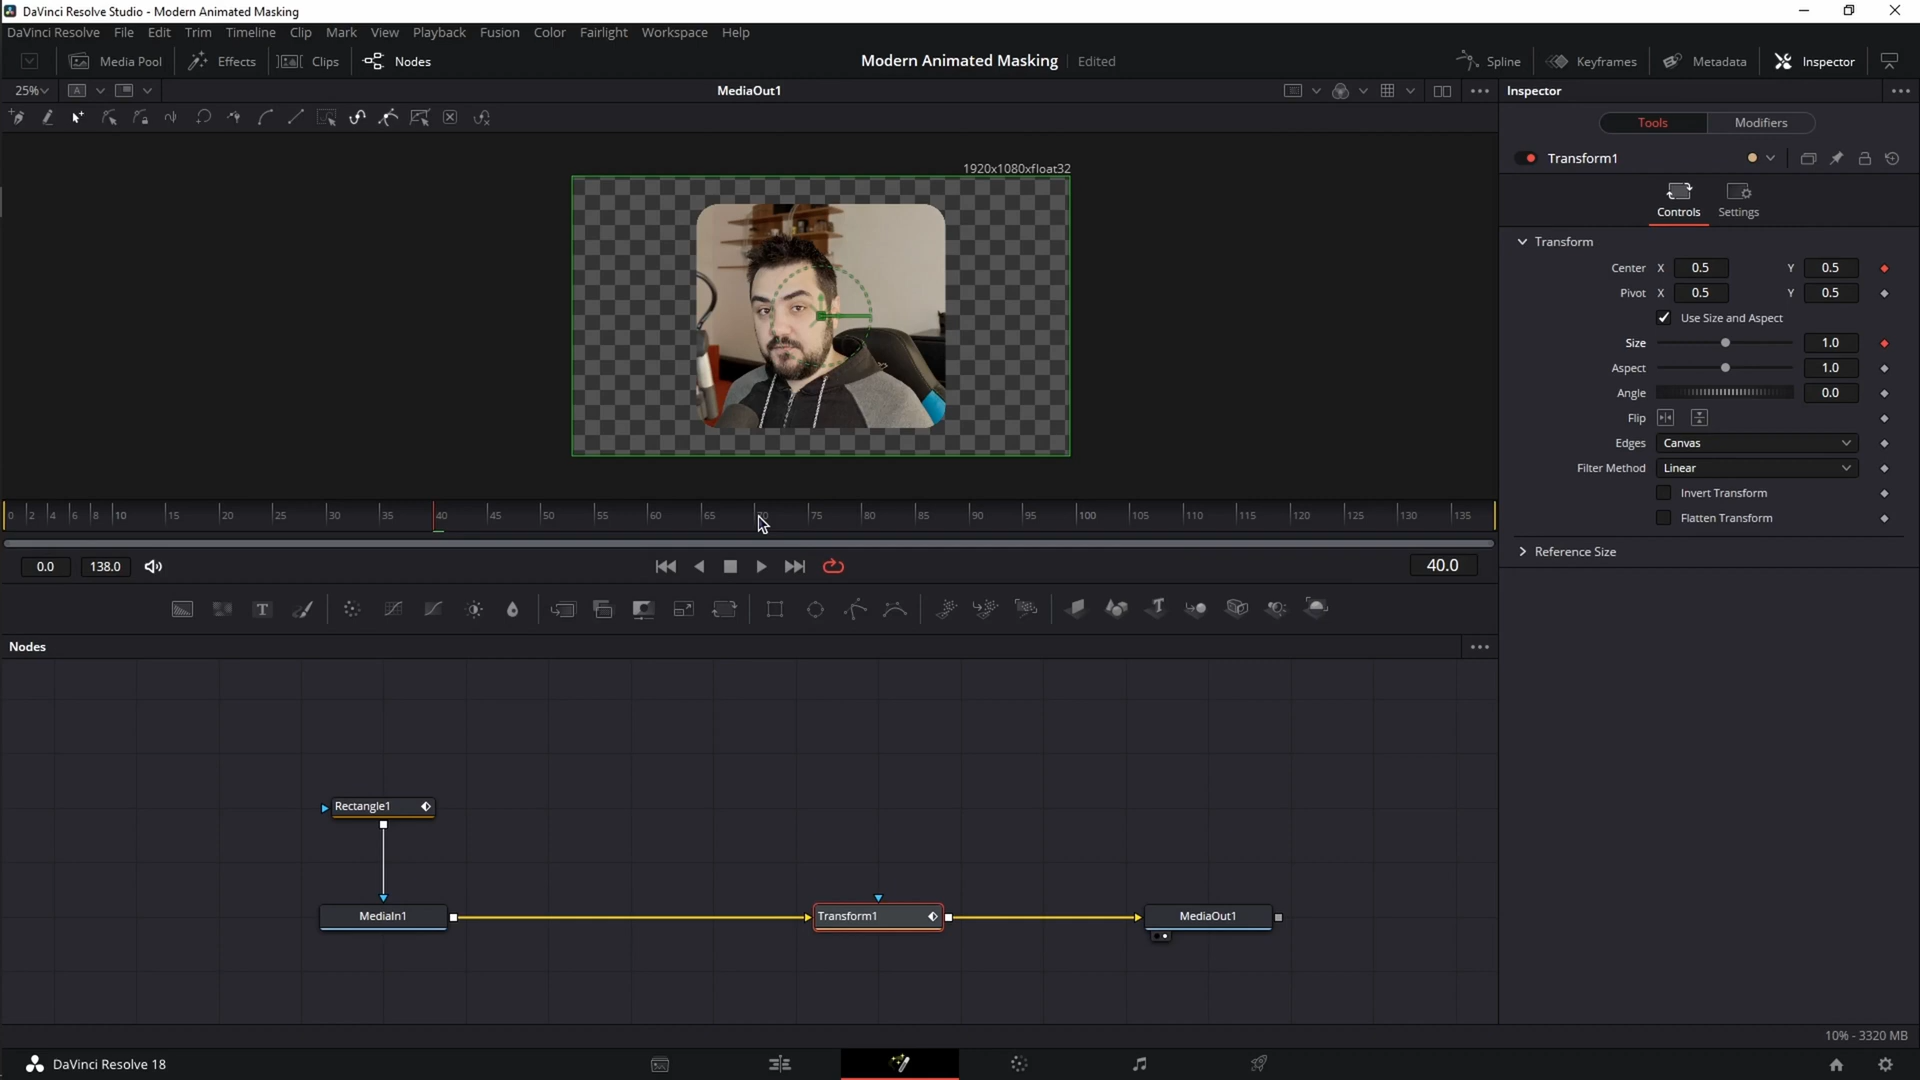 DaVinci Resolve Studio - Modern Animated Masking
DaVinci Resolve File Edit Trim Timeline Clip Mark View Playback Fusion Color Fairlight Workspace Help
Media Pool Effects Clips Nodes Modern Animated Masking Edited Spline Keyframes Metadata Inspector
25% A MediaOut1 Inspector
Tools Modifiers
Transform1
1920x1080xfloat32
Controls Settings
Transform
Center X 0.5 Y 0.5
Pivot X 0.5 Y 0.5
Use Size and Aspect
Size 1.0
Aspect 1.0
Angle 0.0
Flip
Edges Canvas
Filter Method Linear
Invert Transform
Flatten Transform
Reference Size
0 2 4 6 8 10 15 20 25 30 35 40 45 50 55 60 65 70 75 80 85 90 95 100 105 110 115 120 125 130 135
0.0 138.0 40.0
T T
Nodes
Rectangle1
MediaIn1 Transform1 MediaOut1
10% - 3320 MB
DaVinci Resolve 18